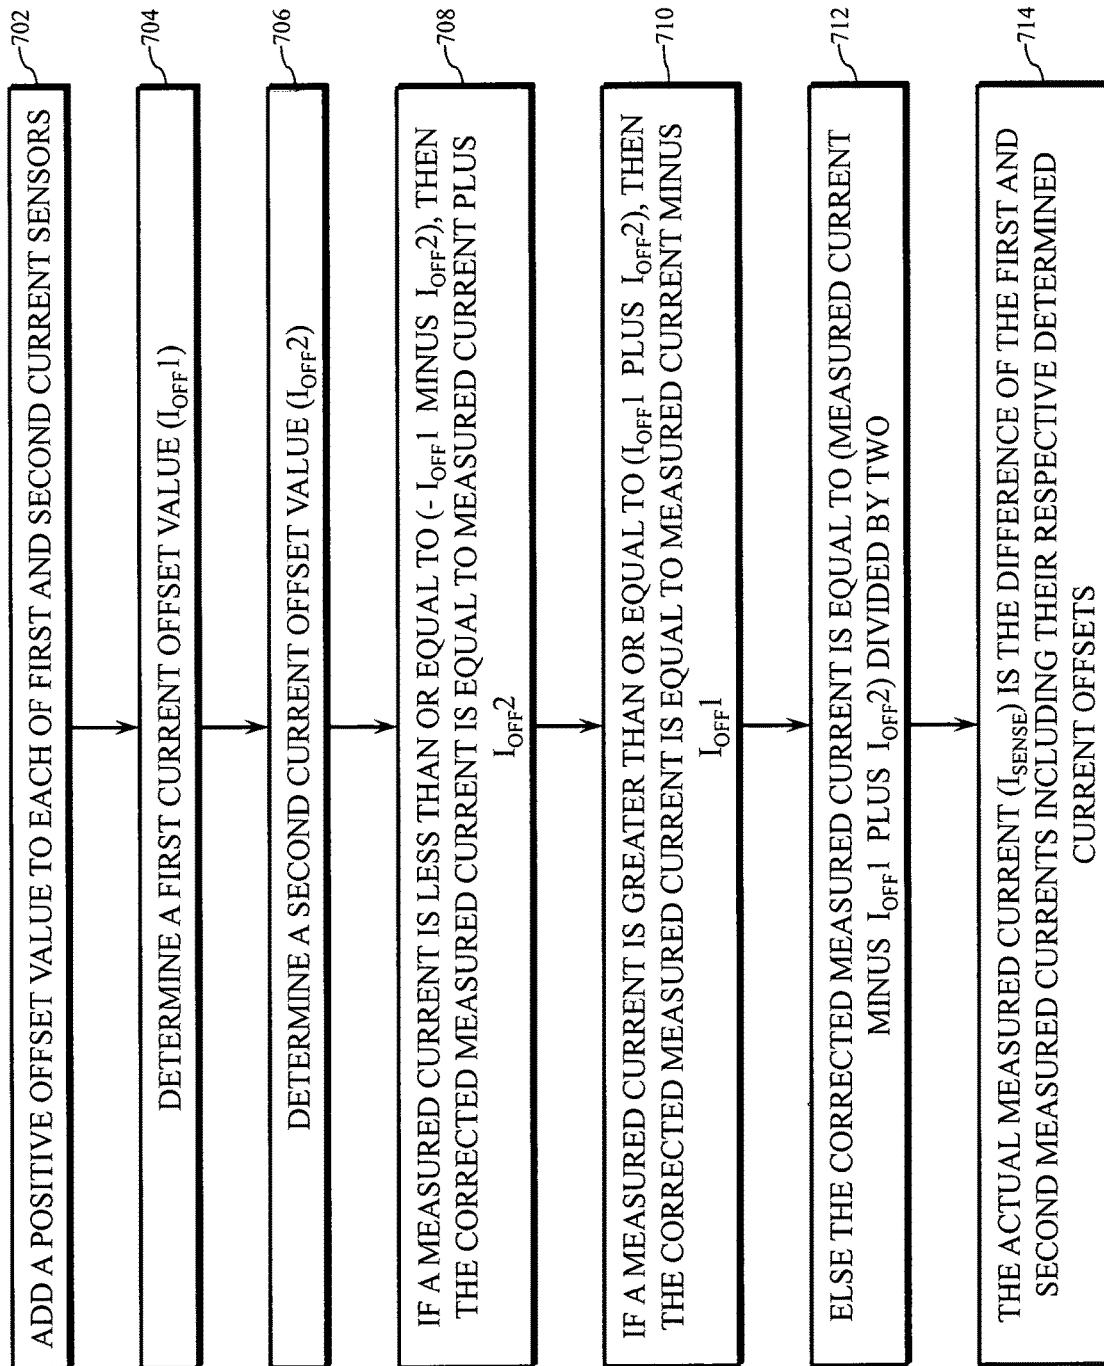 702
ADD A POSITIVE OFFSET VALUE TO EACH OF FIRST AND SECOND CURRENT SENSORS
704
DETERMINE A FIRST CURRENT OFFSET VALUE (IOFF1)
706
DETERMINE A SECOND CURRENT OFFSET VALUE (IOFF2)
708
IF A MEASURED CURRENT IS LESS THAN OR EQUAL TO (- IOFF1 MINUS IOFF2), THEN
THE CORRECTED MEASURED CURRENT IS EQUAL TO MEASURED CURRENT PLUS
IOFF2
710
IF A MEASURED CURRENT IS GREATER THAN OR EQUAL TO (IOFF1 PLUS IOFF2), THEN
THE CORRECTED MEASURED CURRENT IS EQUAL TO MEASURED CURRENT MINUS
IOFF1
712
ELSE THE CORRECTED MEASURED CURRENT IS EQUAL TO (MEASURED CURRENT
MINUS IOFF1 PLUS IOFF2) DIVIDED BY TWO
714
THE ACTUAL MEASURED CURRENT (ISENSE) IS THE DIFFERENCE OF THE FIRST AND
SECOND MEASURED CURRENTS INCLUDING THEIR RESPECTIVE DETERMINED
CURRENT OFFSETS